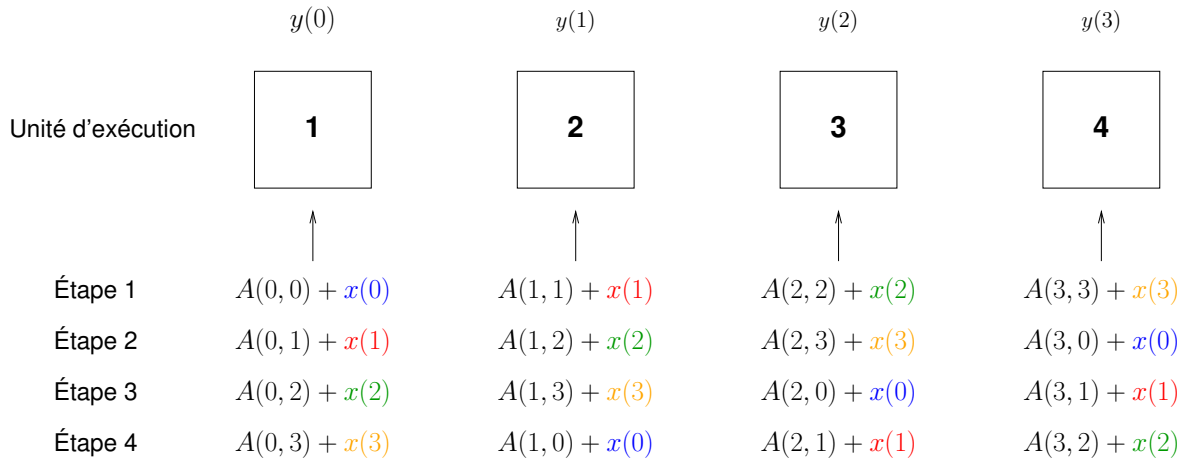 y(0) y(1) y(2) y(3)
Unité d'exécution 1 2 3 4
Étape 1 A(0, 0) + x(0) A(1, 1) + x(1) A(2, 2) + x(2) A(3, 3) + x(3)
Étape 2 A(0, 1) + x(1) A(1, 2) + x(2) A(2, 3) + x(3) A(3, 0) + x(0)
Étape 3 A(0, 2) + x(2) A(1, 3) + x(3) A(2, 0) + x(0) A(3, 1) + x(1)
Étape 4 A(0, 3) + x(3) A(1, 0) + x(0) A(2, 1) + x(1) A(3, 2) + x(2)